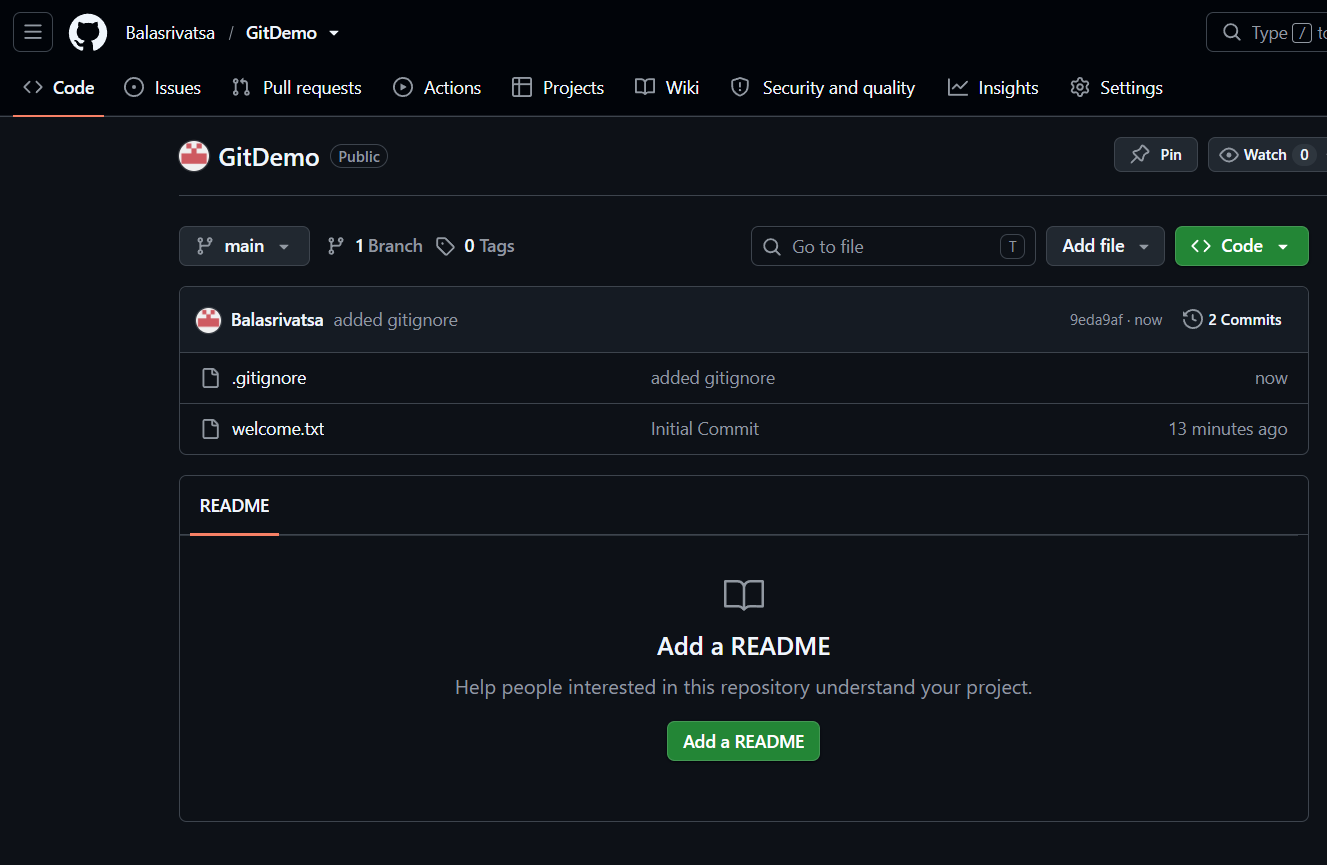 Balasrivatsa / GitDemo
Type / to
Code Issues Pull requests Actions Projects Wiki Security and quality Insights Settings
GitDemo Public
Pin Watch 0
main 1 Branch 0 Tags Go to file T Add file Code
Balasrivatsa added gitignore 9eda9af · now 2 Commits
.gitignore added gitignore now
welcome.txt Initial Commit 13 minutes ago
README
Add a README
Help people interested in this repository understand your project.
Add a README